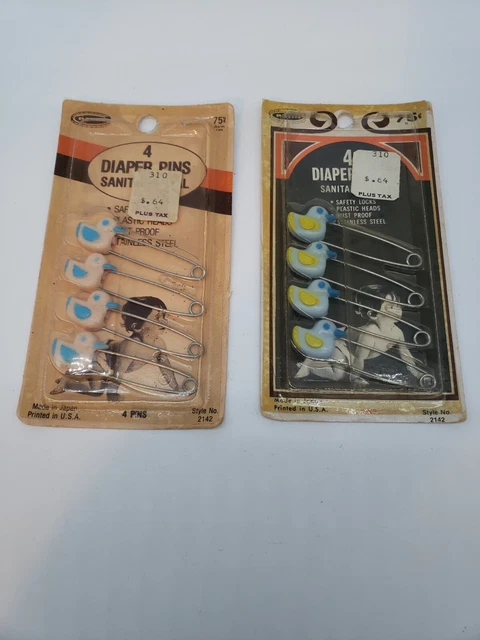 75¢
4
DIAPER PINS
SANIT
310
$.64
PLUS TAX
PLASTIC HEADS
PROOF
STAINLESS STEEL
Made in Japan
Printed in U.S.A.
4 PINS
Style No.
2142
75¢
4
DIAPER
SANITA
310
$.64
PLUS TAX
• SAFETY LOCKS
PLASTIC HEADS
PROOF
STAINLESS STEEL
Made in
Printed in U.S.A.
Style No.
2142